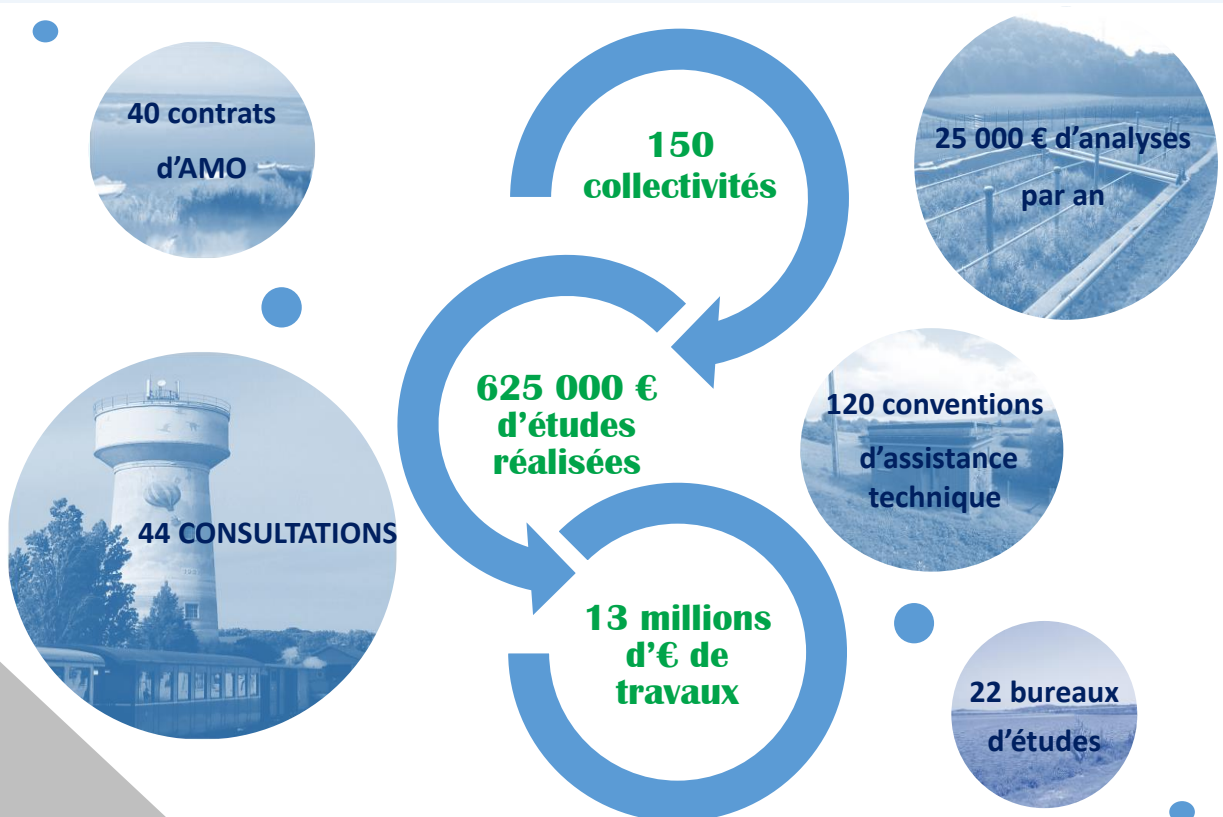 40 contrats
d'AMO
150
collectivités
25 000 € d'analyses
par an
625 000 €
d'études
réalisées
120 conventions
d'assistance
technique
44 CONSULTATIONS
13 millions
d'€ de
travaux
22 bureaux
d'études